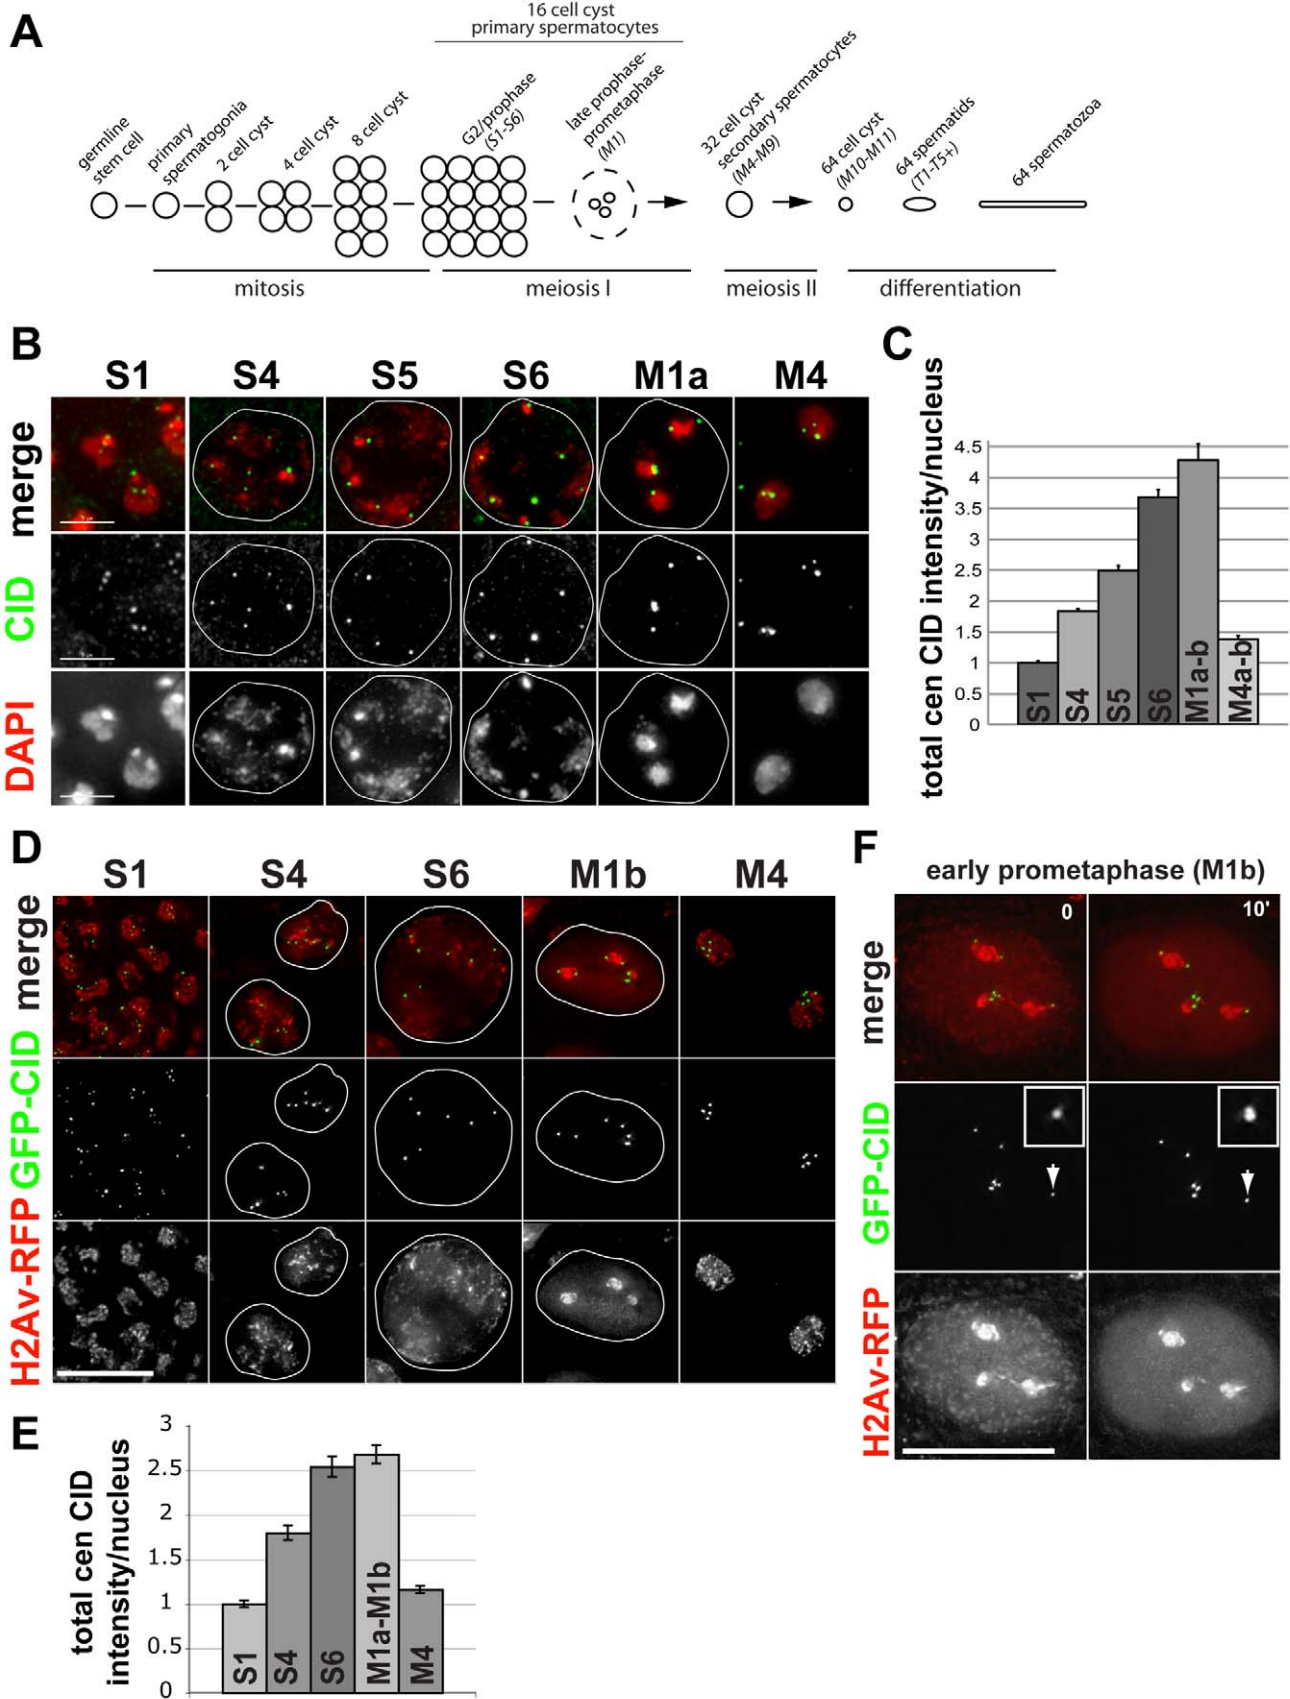 A
16 cell cyst
primary spermatocytes
germline
stem cell
primary
spermatogonia
2 cell cyst
4 cell cyst
8 cell cyst
G2/prophase
(S1-S6)
late prophase-
prometaphase
(M1)
32 cell cyst
secondary spermatocytes
(M4-M9)
64 cell cyst
(M10-M11)
64 spermatids
(T1-T5+)
64 spermatozoa
mitosis
meiosis I
meiosis II
differentiation
B
S1 S4 S5 S6 M1a M4
merge
CID
DAPI
C
total cen CID intensity/nucleus
4.5
4
3.5
3
2.5
2
1.5
1
0.5
0
S1
S4
S5
S6
M1a-b
M4a-b
D
S1 S4 S6 M1b M4
H2Av-RFP GFP-CID merge
E
total cen CID
intensity/nucleus
3
2.5
2
1.5
1
0.5
0
S1
S4
S6
M1a-M1b
M4
F
early prometaphase (M1b)
0 10'
merge
GFP-CID
H2Av-RFP